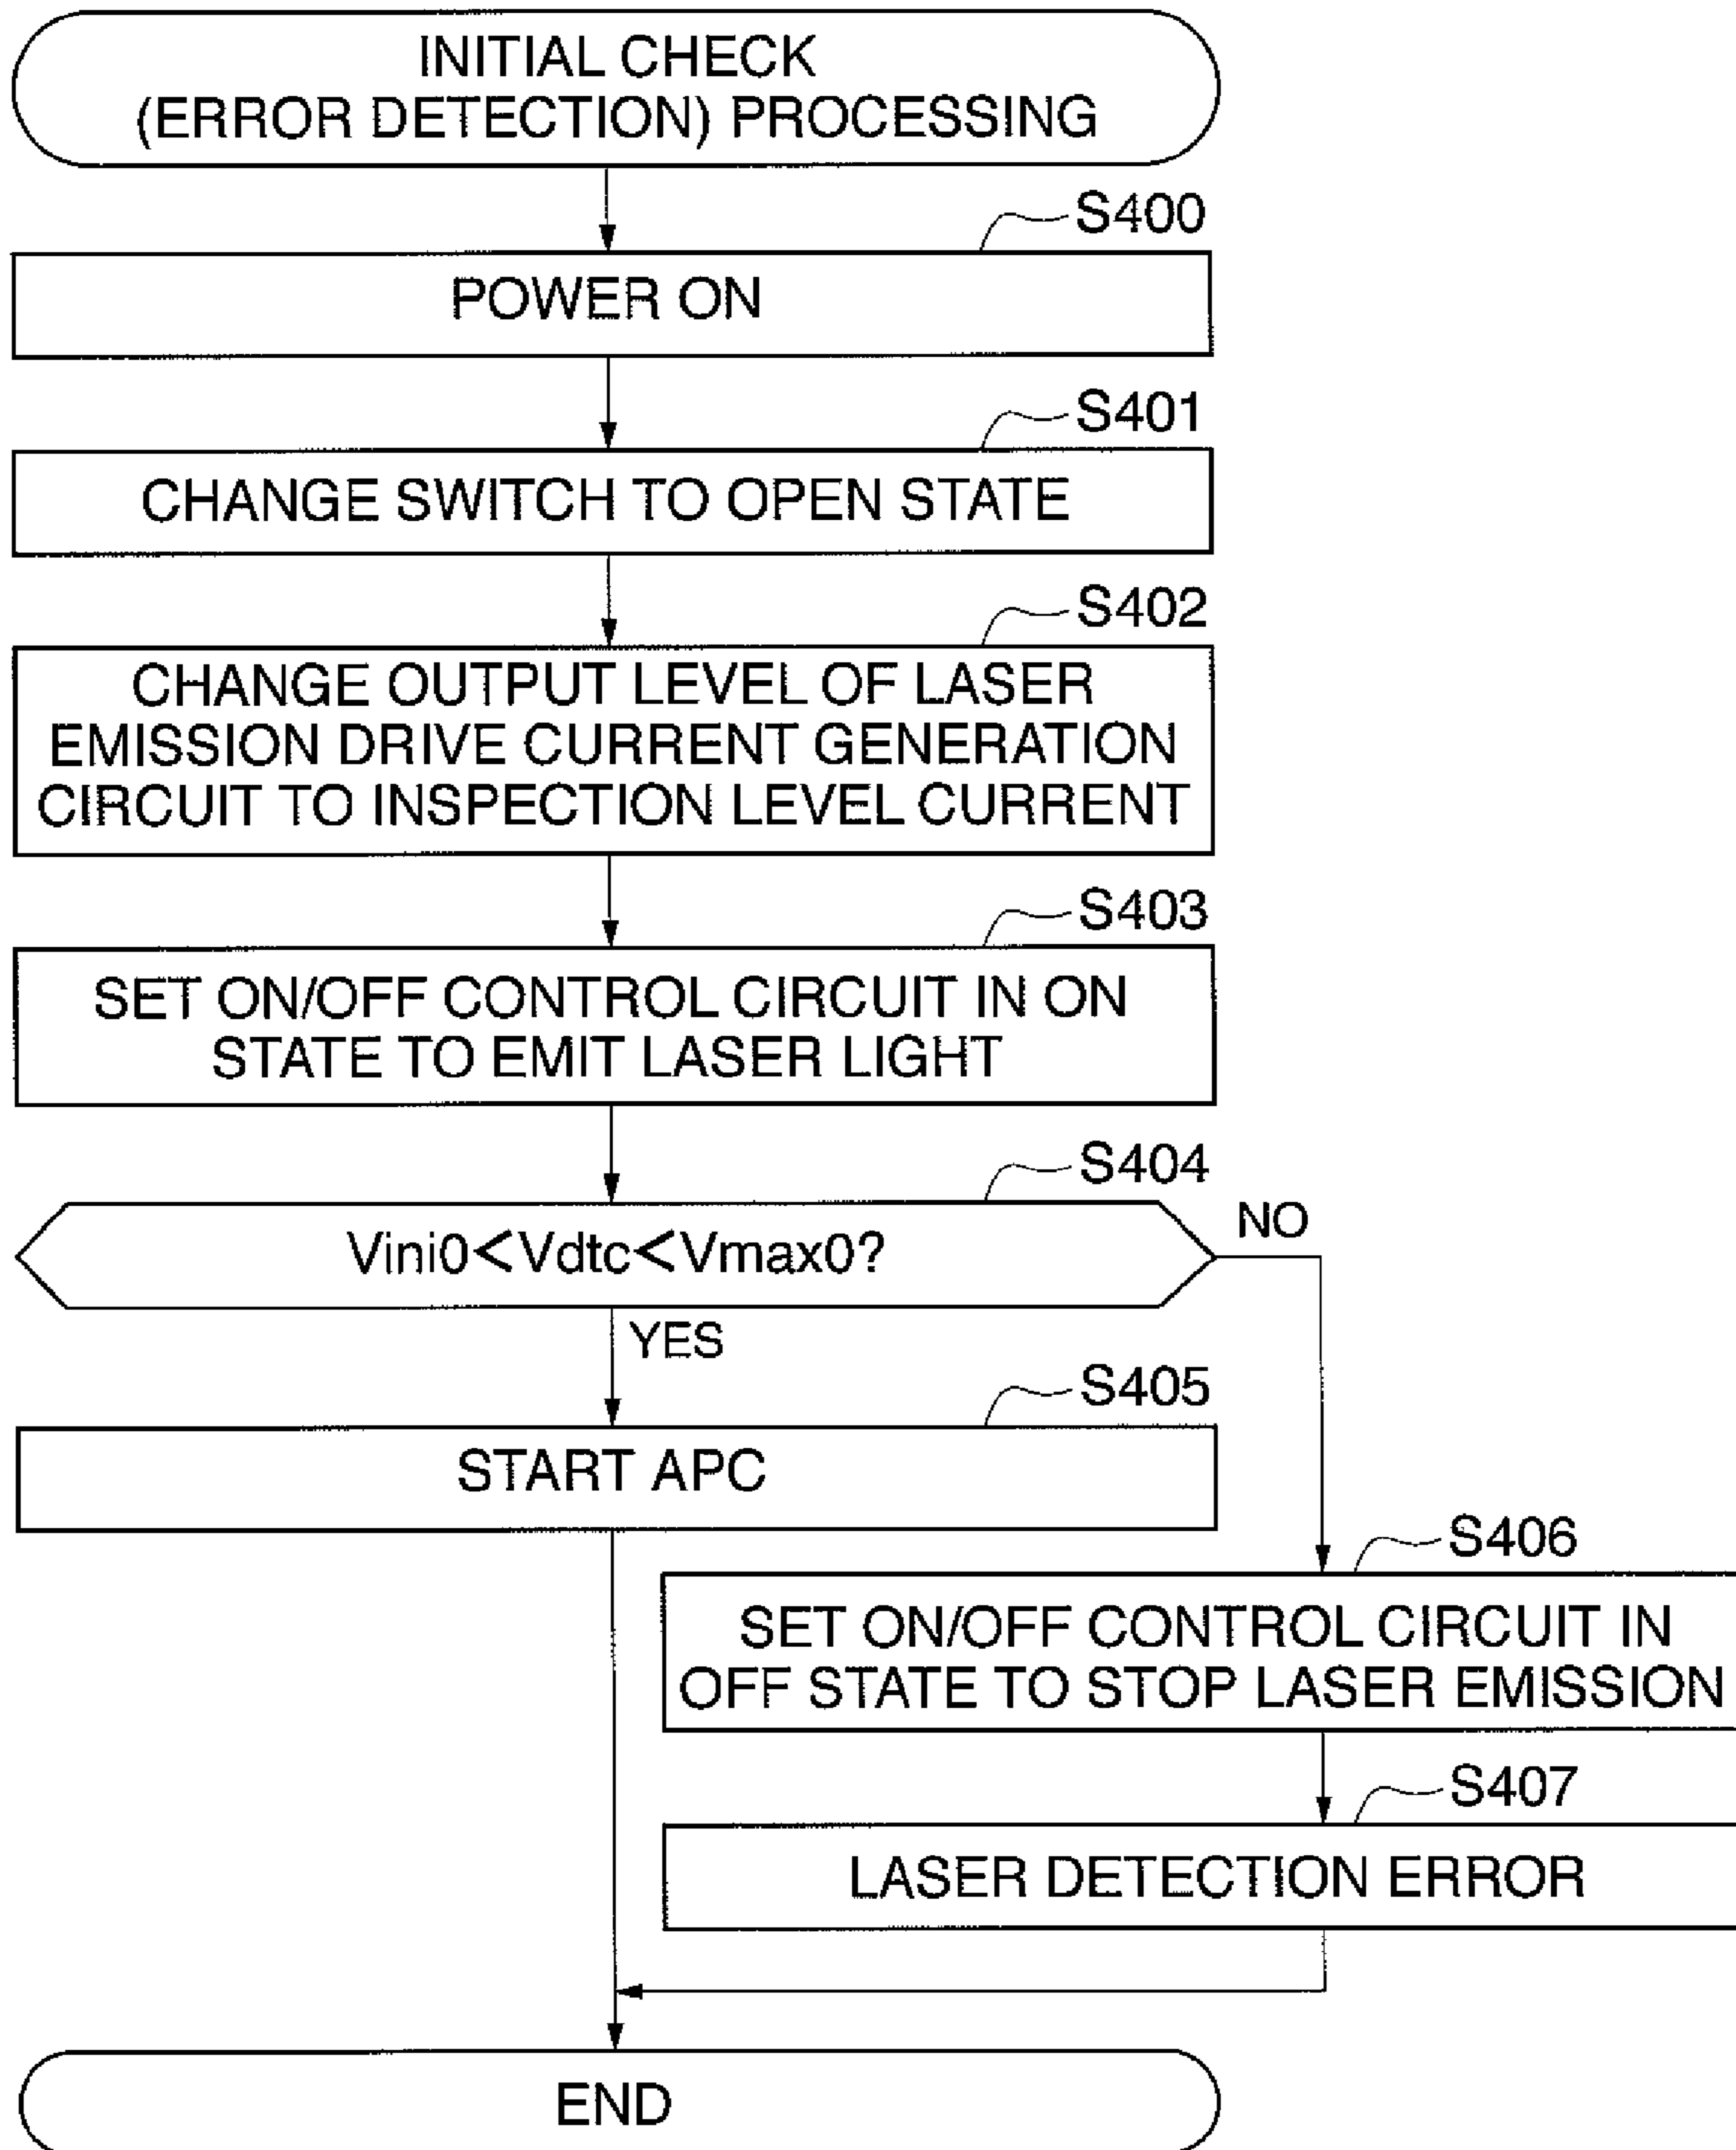 INITIAL CHECK
(ERROR DETECTION) PROCESSING
S400
POWER ON
S401
CHANGE SWITCH TO OPEN STATE
S402
CHANGE OUTPUT LEVEL OF LASER
EMISSION DRIVE CURRENT GENERATION
CIRCUIT TO INSPECTION LEVEL CURRENT
S403
SET ON/OFF CONTROL CIRCUIT IN ON
STATE TO EMIT LASER LIGHT
S404
Vini0<Vdtc<Vmax0?
NO
YES
S405
START APC
S406
SET ON/OFF CONTROL CIRCUIT IN
OFF STATE TO STOP LASER EMISSION
S407
LASER DETECTION ERROR
END